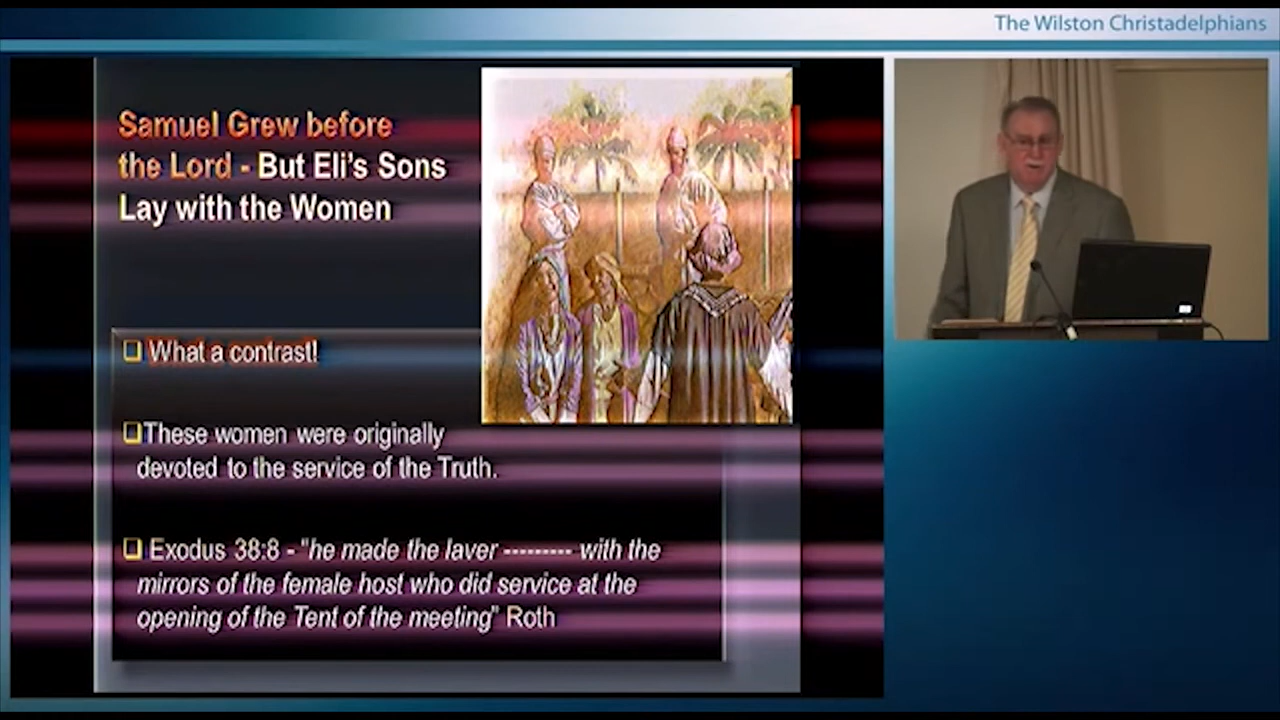 The Wilston Christadelphians
Samuel Grew before
the Lord - But Eli's Sons
Lay with the Women
What a contrast!
These women were originally
devoted to the service of the Truth.
Exodus 38:8 - "he made the laver --------- with the
mirrors of the female host who did service at the
opening of the Tent of the meeting" Roth